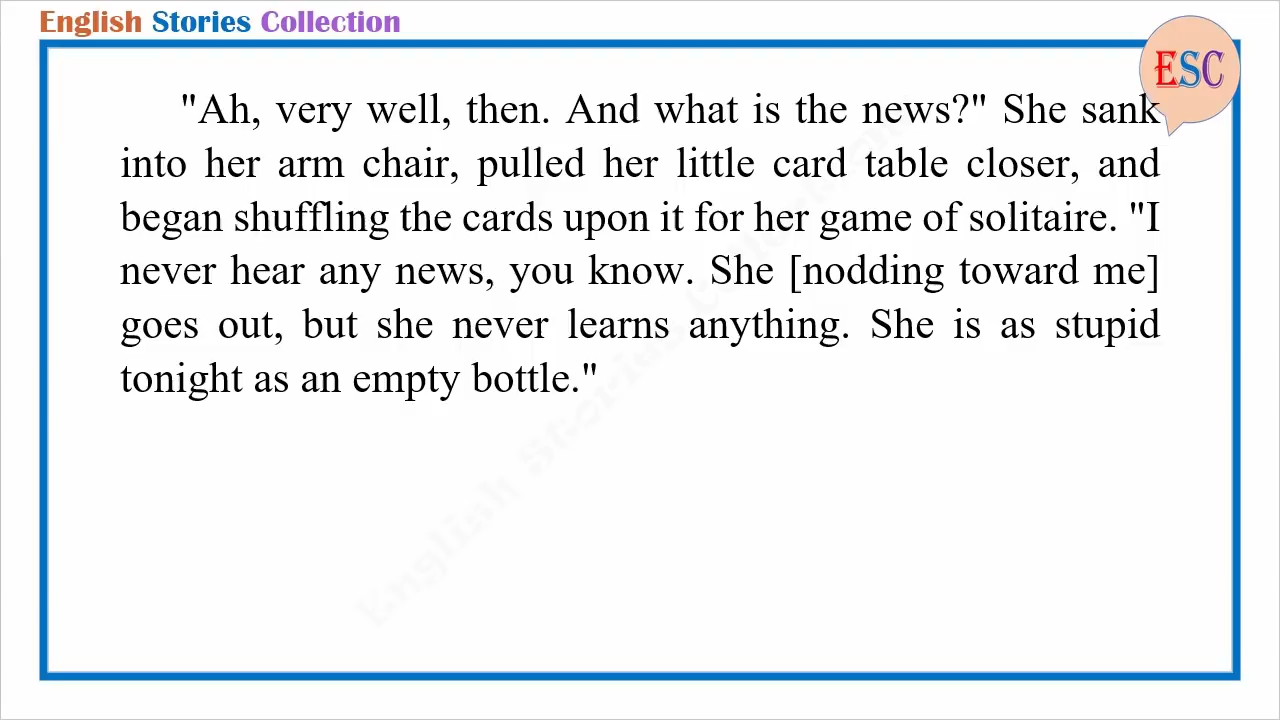 English Stories Collection
ESC
"Ah, very well, then. And what is the news?" She sank
into her arm chair, pulled her little card table closer, and
began shuffling the cards upon it for her game of solitaire. "I
never hear any news, you know. She [nodding toward me]
goes out, but she never learns anything. She is as stupid
tonight as an empty bottle."
English Stories Collection